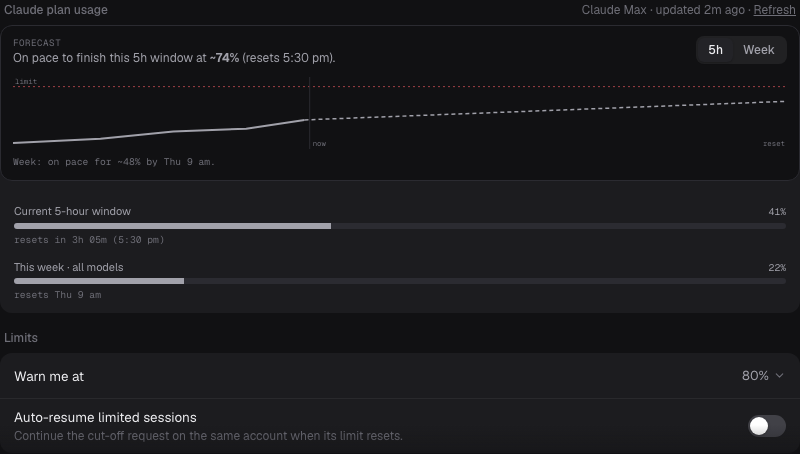 Claude plan usage
Claude Max · updated 2m ago · Refresh
FORECAST
On pace to finish this 5h window at ~74% (resets 5:30 pm).
5h Week
limit
now
reset
Week: on pace for ~48% by Thu 9 am.
Current 5-hour window
41%
resets in 3h 05m (5:30 pm)
This week · all models
22%
resets Thu 9 am
Limits
Warn me at
80%
Auto-resume limited sessions
Continue the cut-off request on the same account when its limit resets.